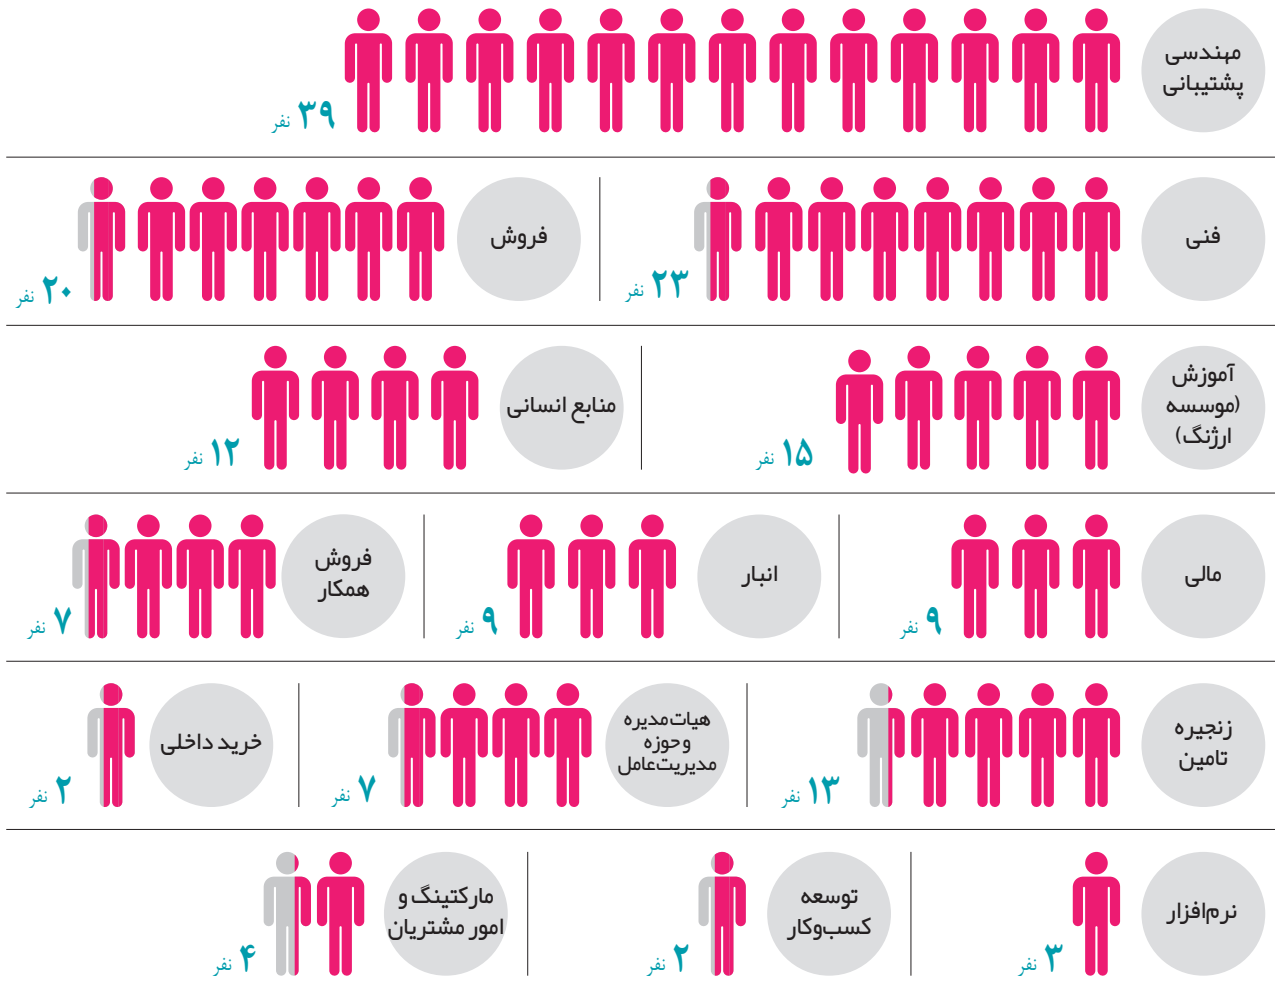 مهندسی
پشتیبانی
۳۹ نفر
فنی
۲۳ نفر
فروش
۲۰ نفر
آموزش
(موسسه
ارژنگ)
۱۵ نفر
منابع انسانی
۱۲ نفر
مالی
۹ نفر
انبار
۹ نفر
فروش
همکار
۷ نفر
زنجیره
تامین
۱۳ نفر
هیات‌مدیره
و حوزه
مدیریت‌عامل
۷ نفر
خرید داخلی
۲ نفر
نرم‌افزار
۳ نفر
توسعه
کسب‌وکار
۲ نفر
مارکتینگ و
امور مشتریان
۴ نفر